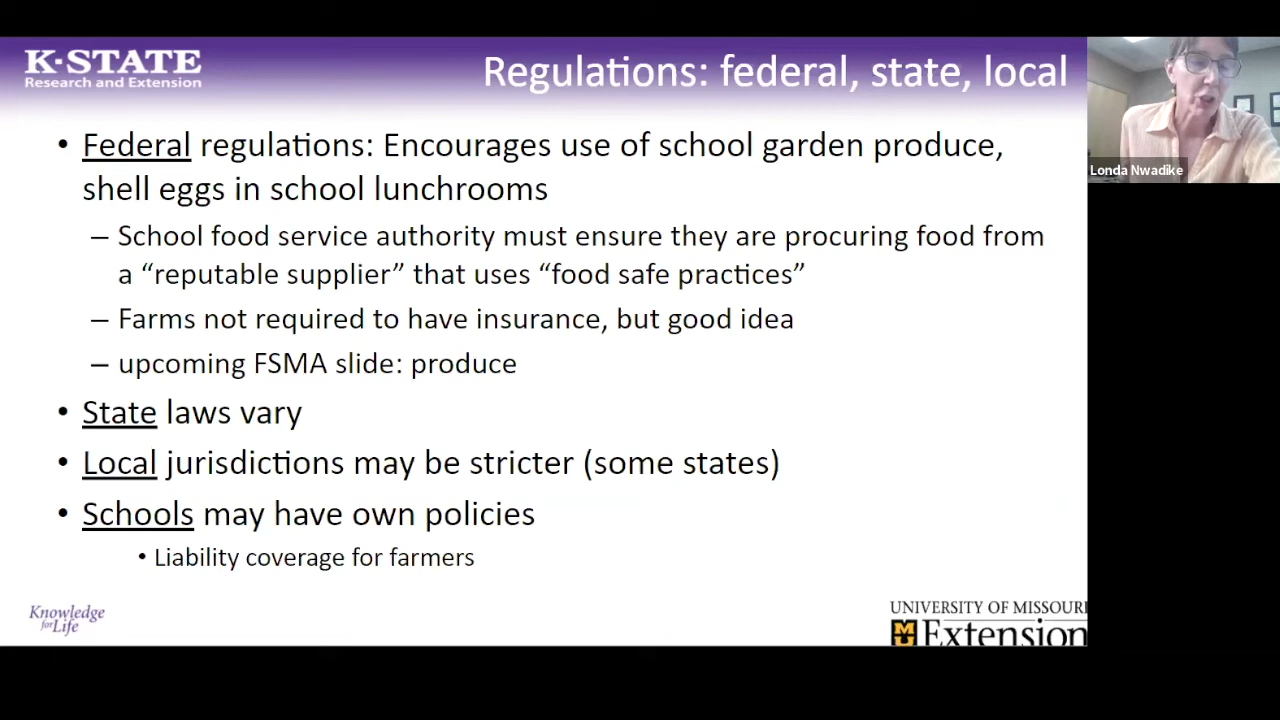 K-STATE
Research and Extension
Regulations: federal, state, local
• Federal regulations: Encourages use of school garden produce,
shell eggs in school lunchrooms
– School food service authority must ensure they are procuring food from
a “reputable supplier” that uses “food safe practices”
– Farms not required to have insurance, but good idea
– upcoming FSMA slide: produce
• State laws vary
• Local jurisdictions may be stricter (some states)
• Schools may have own policies
• Liability coverage for farmers
Londa Nwadike
Knowledge
for Life
UNIVERSITY OF MISSOURI
MU Extension